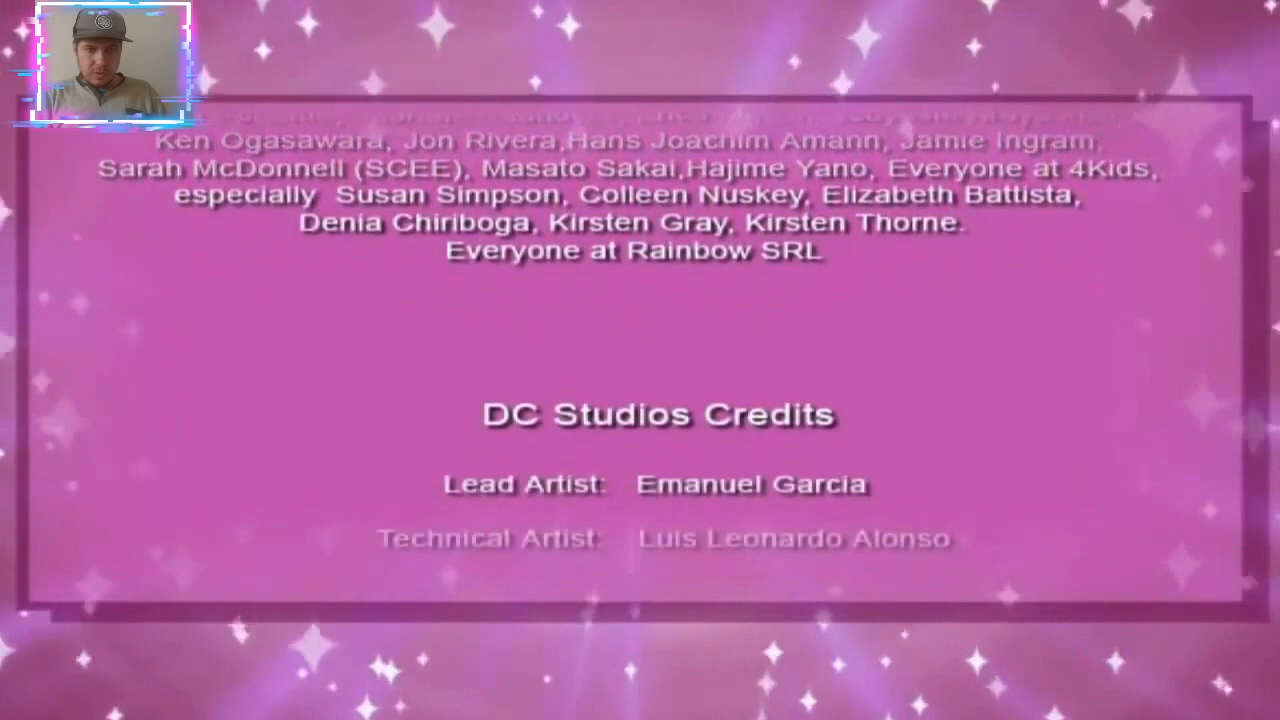 Ken Ogasawara, Jon Rivera,Hans Joachim Amann, Jamie Ingram,
Sarah McDonnell (SCEE), Masato Sakai,Hajime Yano, Everyone at 4Kids,
especially  Susan Simpson, Colleen Nuskey, Elizabeth Battista,
Denia Chiriboga, Kirsten Gray, Kirsten Thorne.
Everyone at Rainbow SRL
DC Studios Credits
Lead Artist: Emanuel Garcia
Technical Artist: Luis Leonardo Alonso